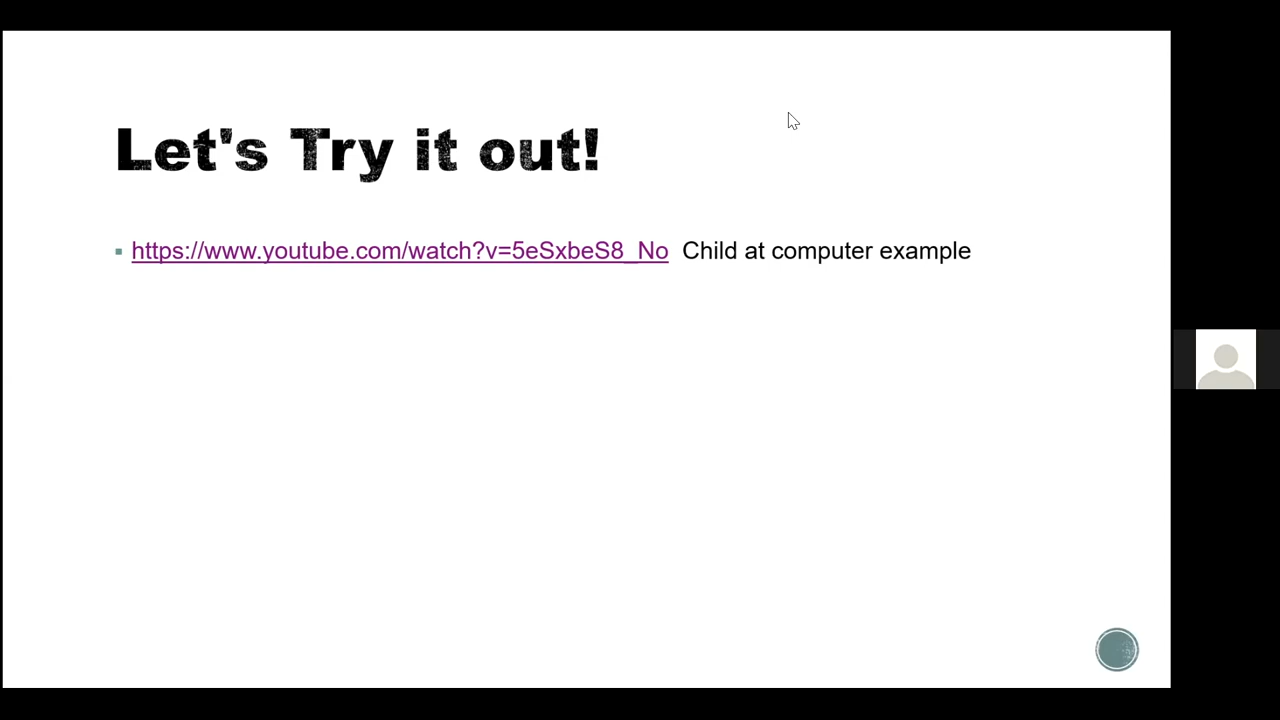 Let's Try it out!
https://www.youtube.com/watch?v=5eSxbeS8_No Child at computer example